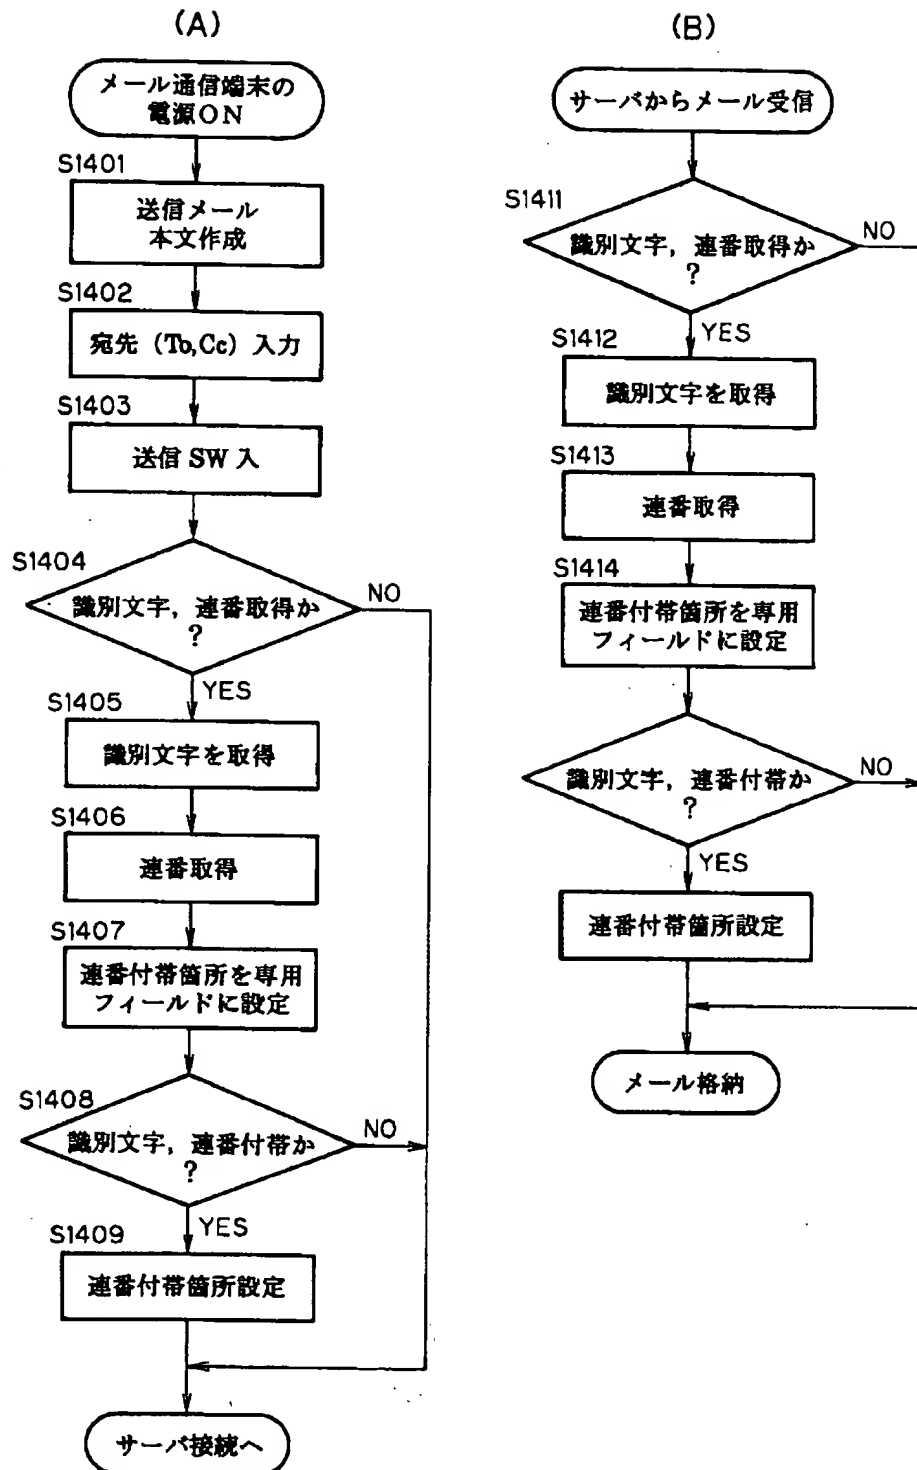 (A)
メール通信端末の
電源ON
S1401
送信メール
本文作成
S1402
宛先 (To,Cc) 入力
S1403
送信 SW 入
S1404
識別文字, 連番取得か
?
NO
YES
S1405
識別文字を取得
S1406
連番取得
S1407
連番付帯箇所を専用
フィールドに設定
S1408
識別文字, 連番付帯か
?
NO
YES
S1409
連番付帯箇所設定
サーバ接続へ
(B)
サーバからメール受信
S1411
識別文字, 連番取得か
?
NO
YES
S1412
識別文字を取得
S1413
連番取得
S1414
連番付帯箇所を専用
フィールドに設定
識別文字, 連番付帯か
?
NO
YES
連番付帯箇所設定
メール格納